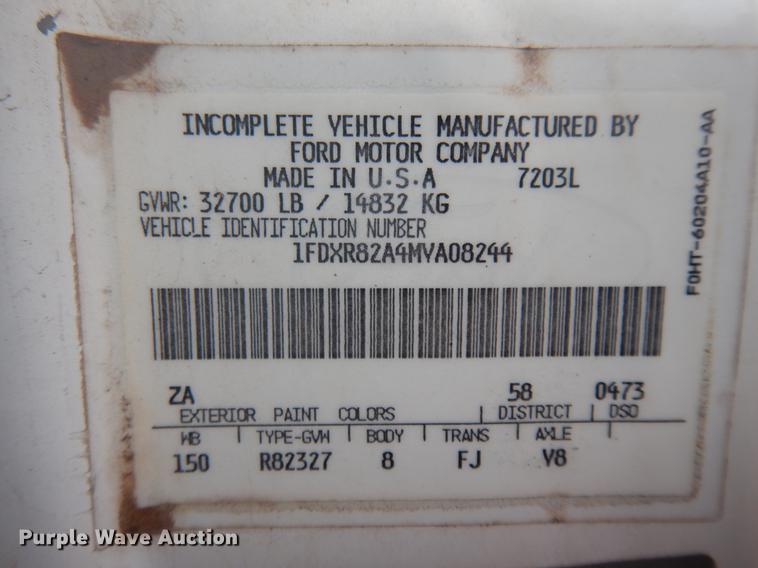 INCOMPLETE VEHICLE MANUFACTURED BY
FORD MOTOR COMPANY
MADE IN U.S.A 7203L
GVWR: 32700 LB / 14832 KG
VEHICLE IDENTIFICATION NUMBER
1FDXR82A4MVA08244
F0HT-60204A10-AA
ZA 58 0473
EXTERIOR PAINT COLORS DISTRICT DSO
WB TYPE-GVW BODY TRANS AXLE
150 R82327 8 FJ V8
Purple Wave Auction